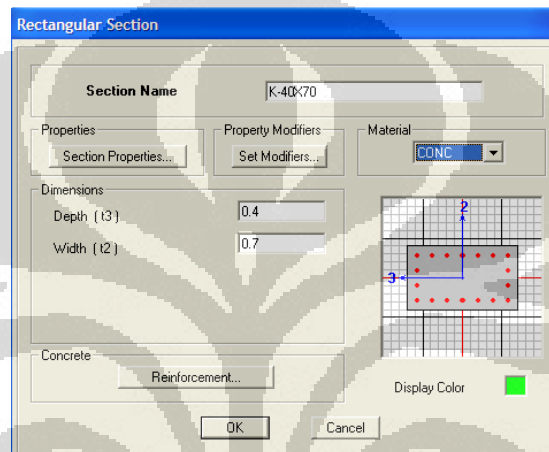 Rectangular Section
Section Name
K-40X70
Properties
Section Properties...
Property Modifiers
Set Modifiers...
Material
CONC
Dimensions
Depth ( t3 )
0.4
Width ( t2 )
0.7
2
3
Concrete
Reinforcement...
Display Color
OK
Cancel